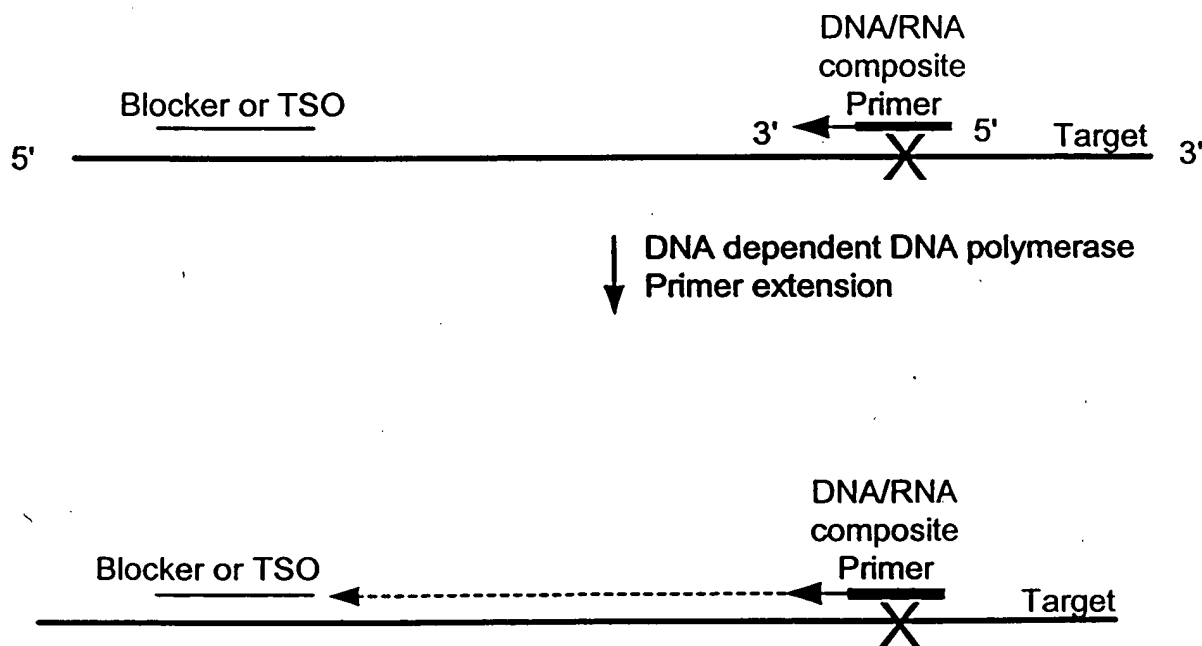 DNA/RNA
composite
Primer
Blocker or TSO
3'
5'
Target
5'
3'
X
DNA dependent DNA polymerase
Primer extension
DNA/RNA
composite
Primer
Blocker or TSO
Target
X